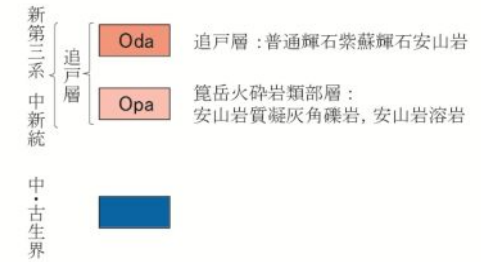 新第三系 中新統
追戸層
Oda
追戸層：普通輝石紫蘇輝石安山岩
Opa
箟岳火砕岩類部層：
安山岩質凝灰角礫岩，安山岩溶岩
中・古生界